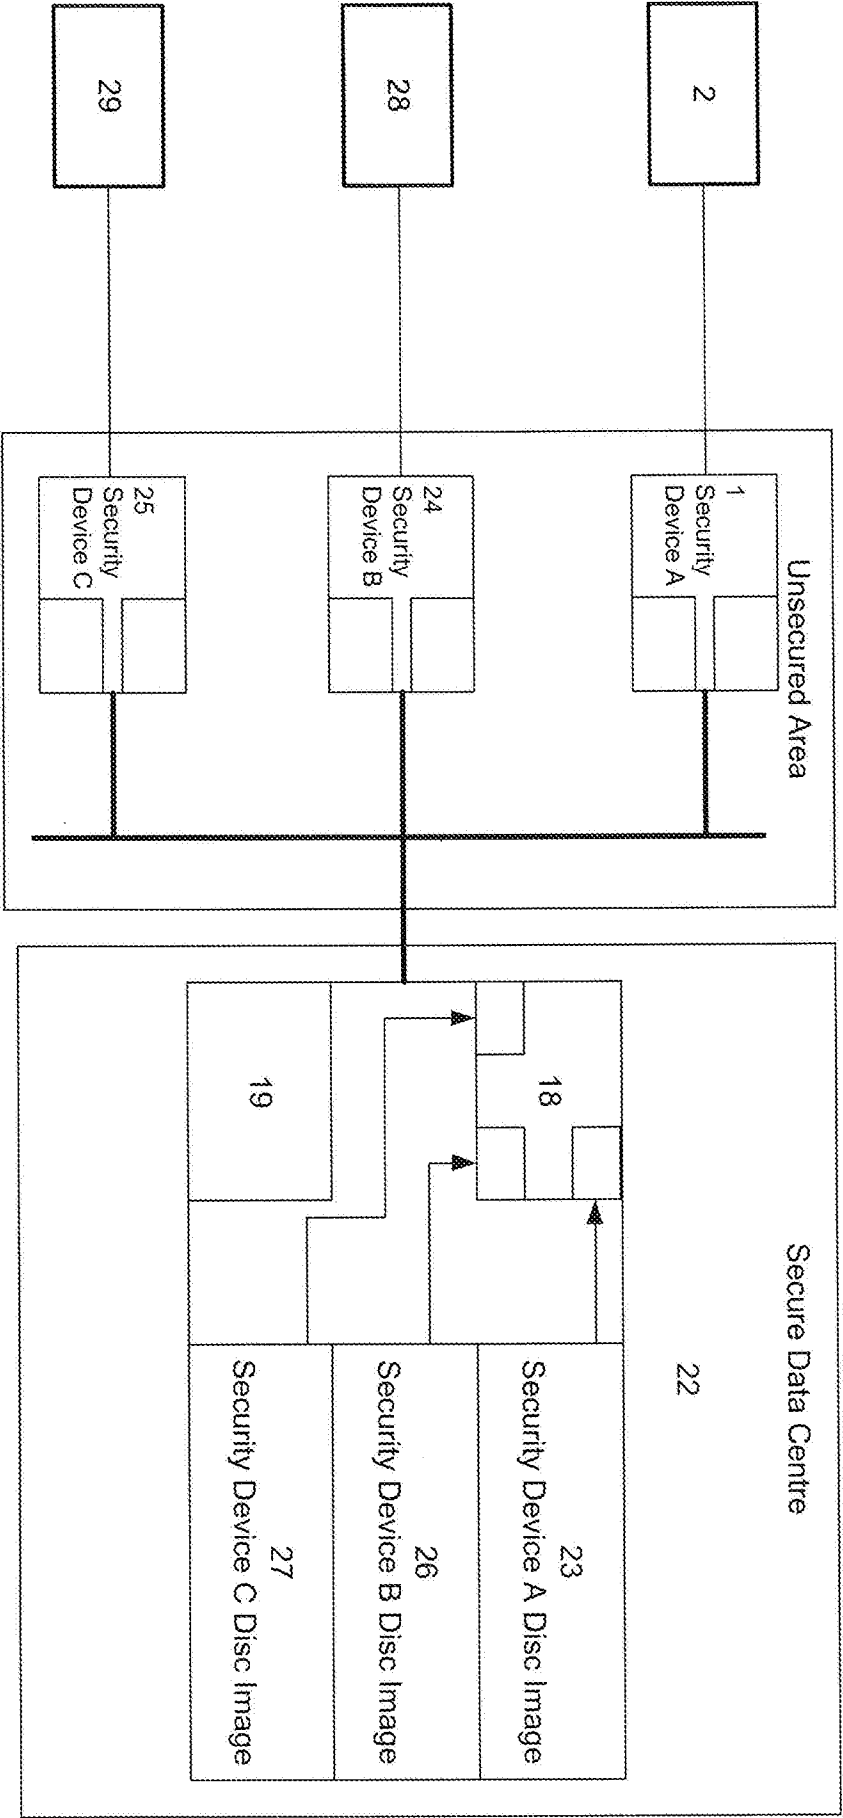 2
28
29
Unsecured Area
1
Security
Device A
24
Security
Device B
25
Security
Device C
Secure Data Centre
22
18
19
23
Security Device A Disc Image
26
Security Device B Disc Image
27
Security Device C Disc Image